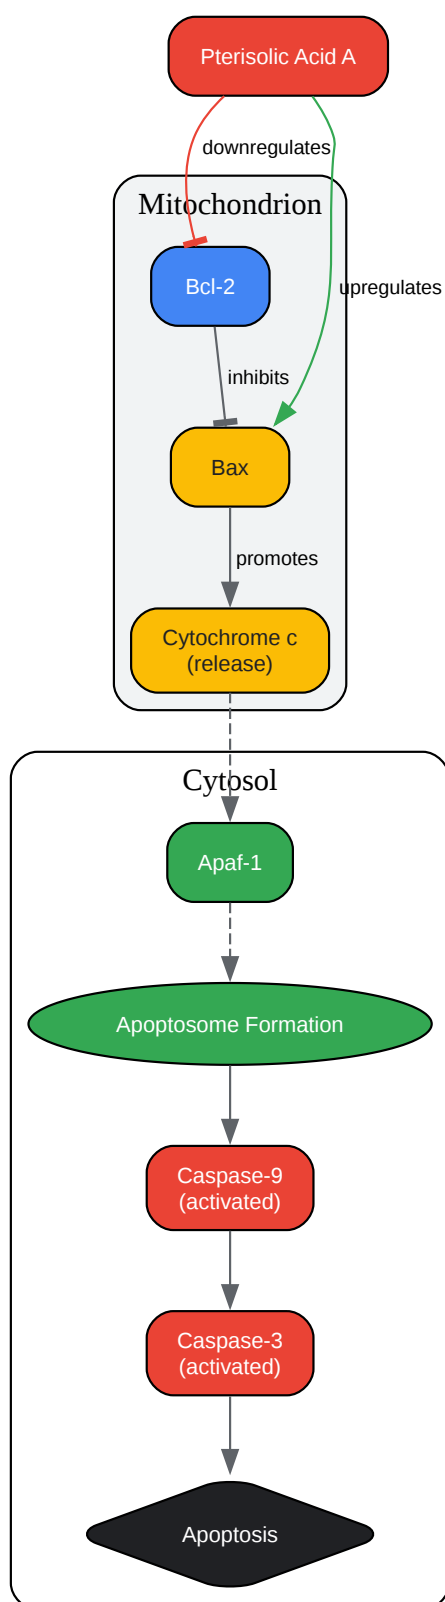 Pterisolic Acid A
downregulates
Mitochondrion
Bcl-2
upregulates
inhibits
Bax
promotes
Cytochrome c
(release)
Cytosol
Apaf-1
Apoptosome Formation
Caspase-9
(activated)
Caspase-3
(activated)
Apoptosis